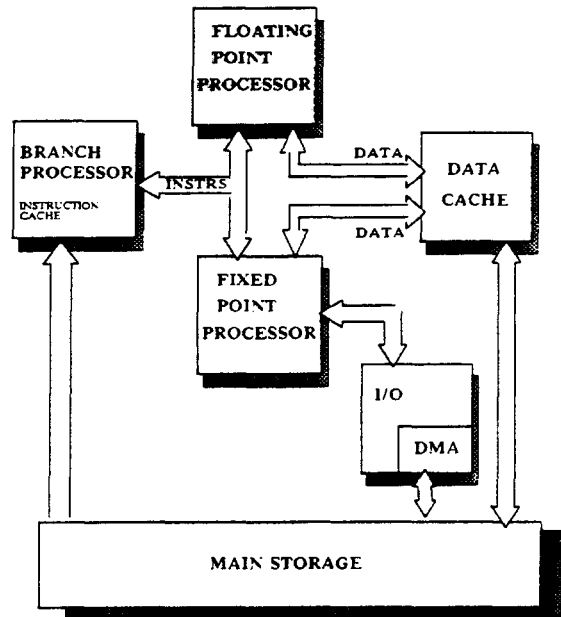 FLOATING
POINT
PROCESSOR
BRANCH
PROCESSOR
INSTRUCTION
CACHE
INSTRS
DATA
DATA
CACHE
DATA
FIXED
POINT
PROCESSOR
I/O
DMA
MAIN STORAGE